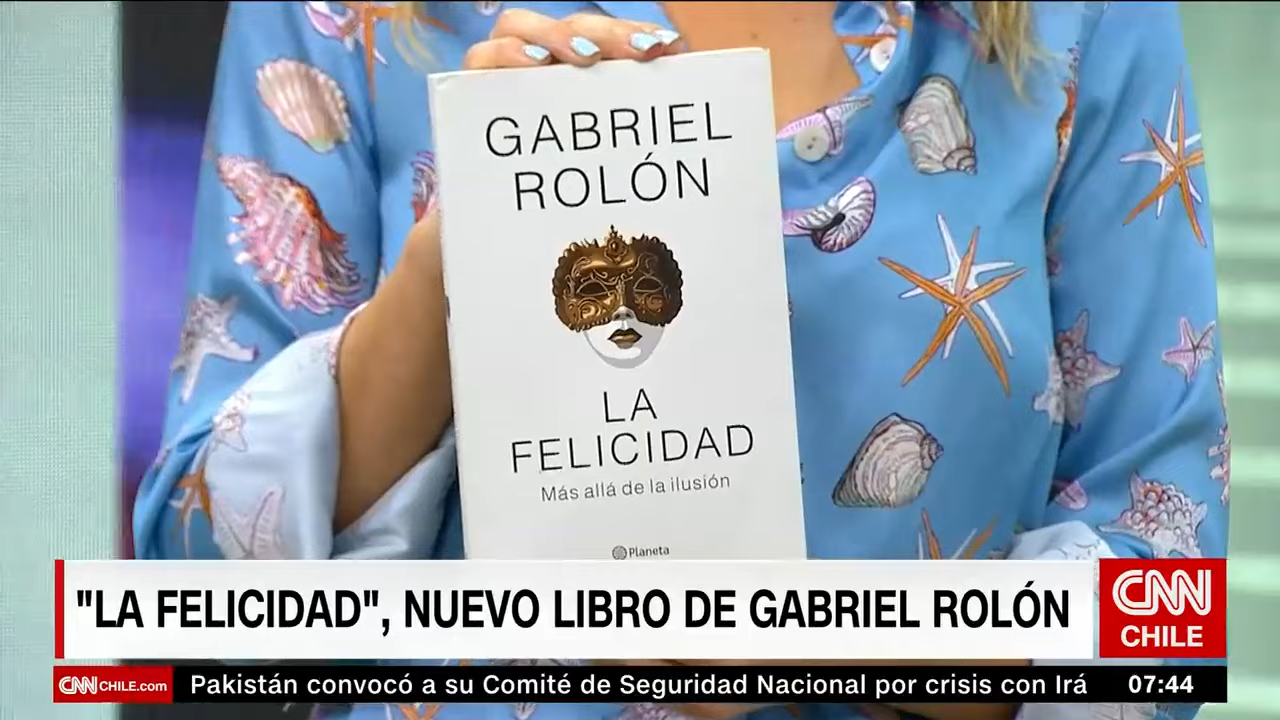 GABRIEL
ROLÓN
LA
FELICIDAD
Más allá de la ilusión
Planeta
"LA FELICIDAD", NUEVO LIBRO DE GABRIEL ROLÓN
CNN
CHILE
CNNCHILE.com Pakistán convocó a su Comité de Seguridad Nacional por crisis con Irá 07:44